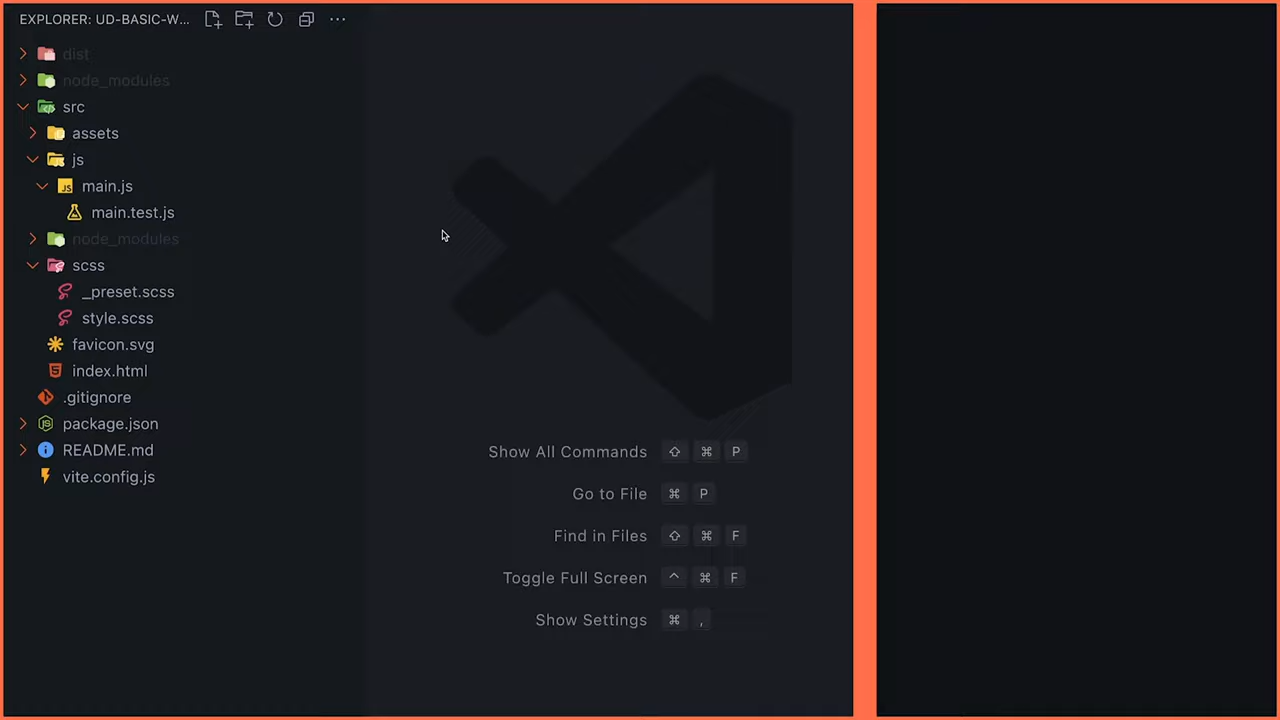 EXPLORER: UD-BASIC-W...
dist
node_modules
src
assets
js
JS main.js
main.test.js
node_modules
scss
_preset.scss
style.scss
favicon.svg
index.html
.gitignore
package.json
README.md
vite.config.js
Show All Commands ⇧ ⌘ P
Go to File ⌘ P
Find in Files ⇧ ⌘ F
Toggle Full Screen ^ ⌘ F
Show Settings ⌘ ,